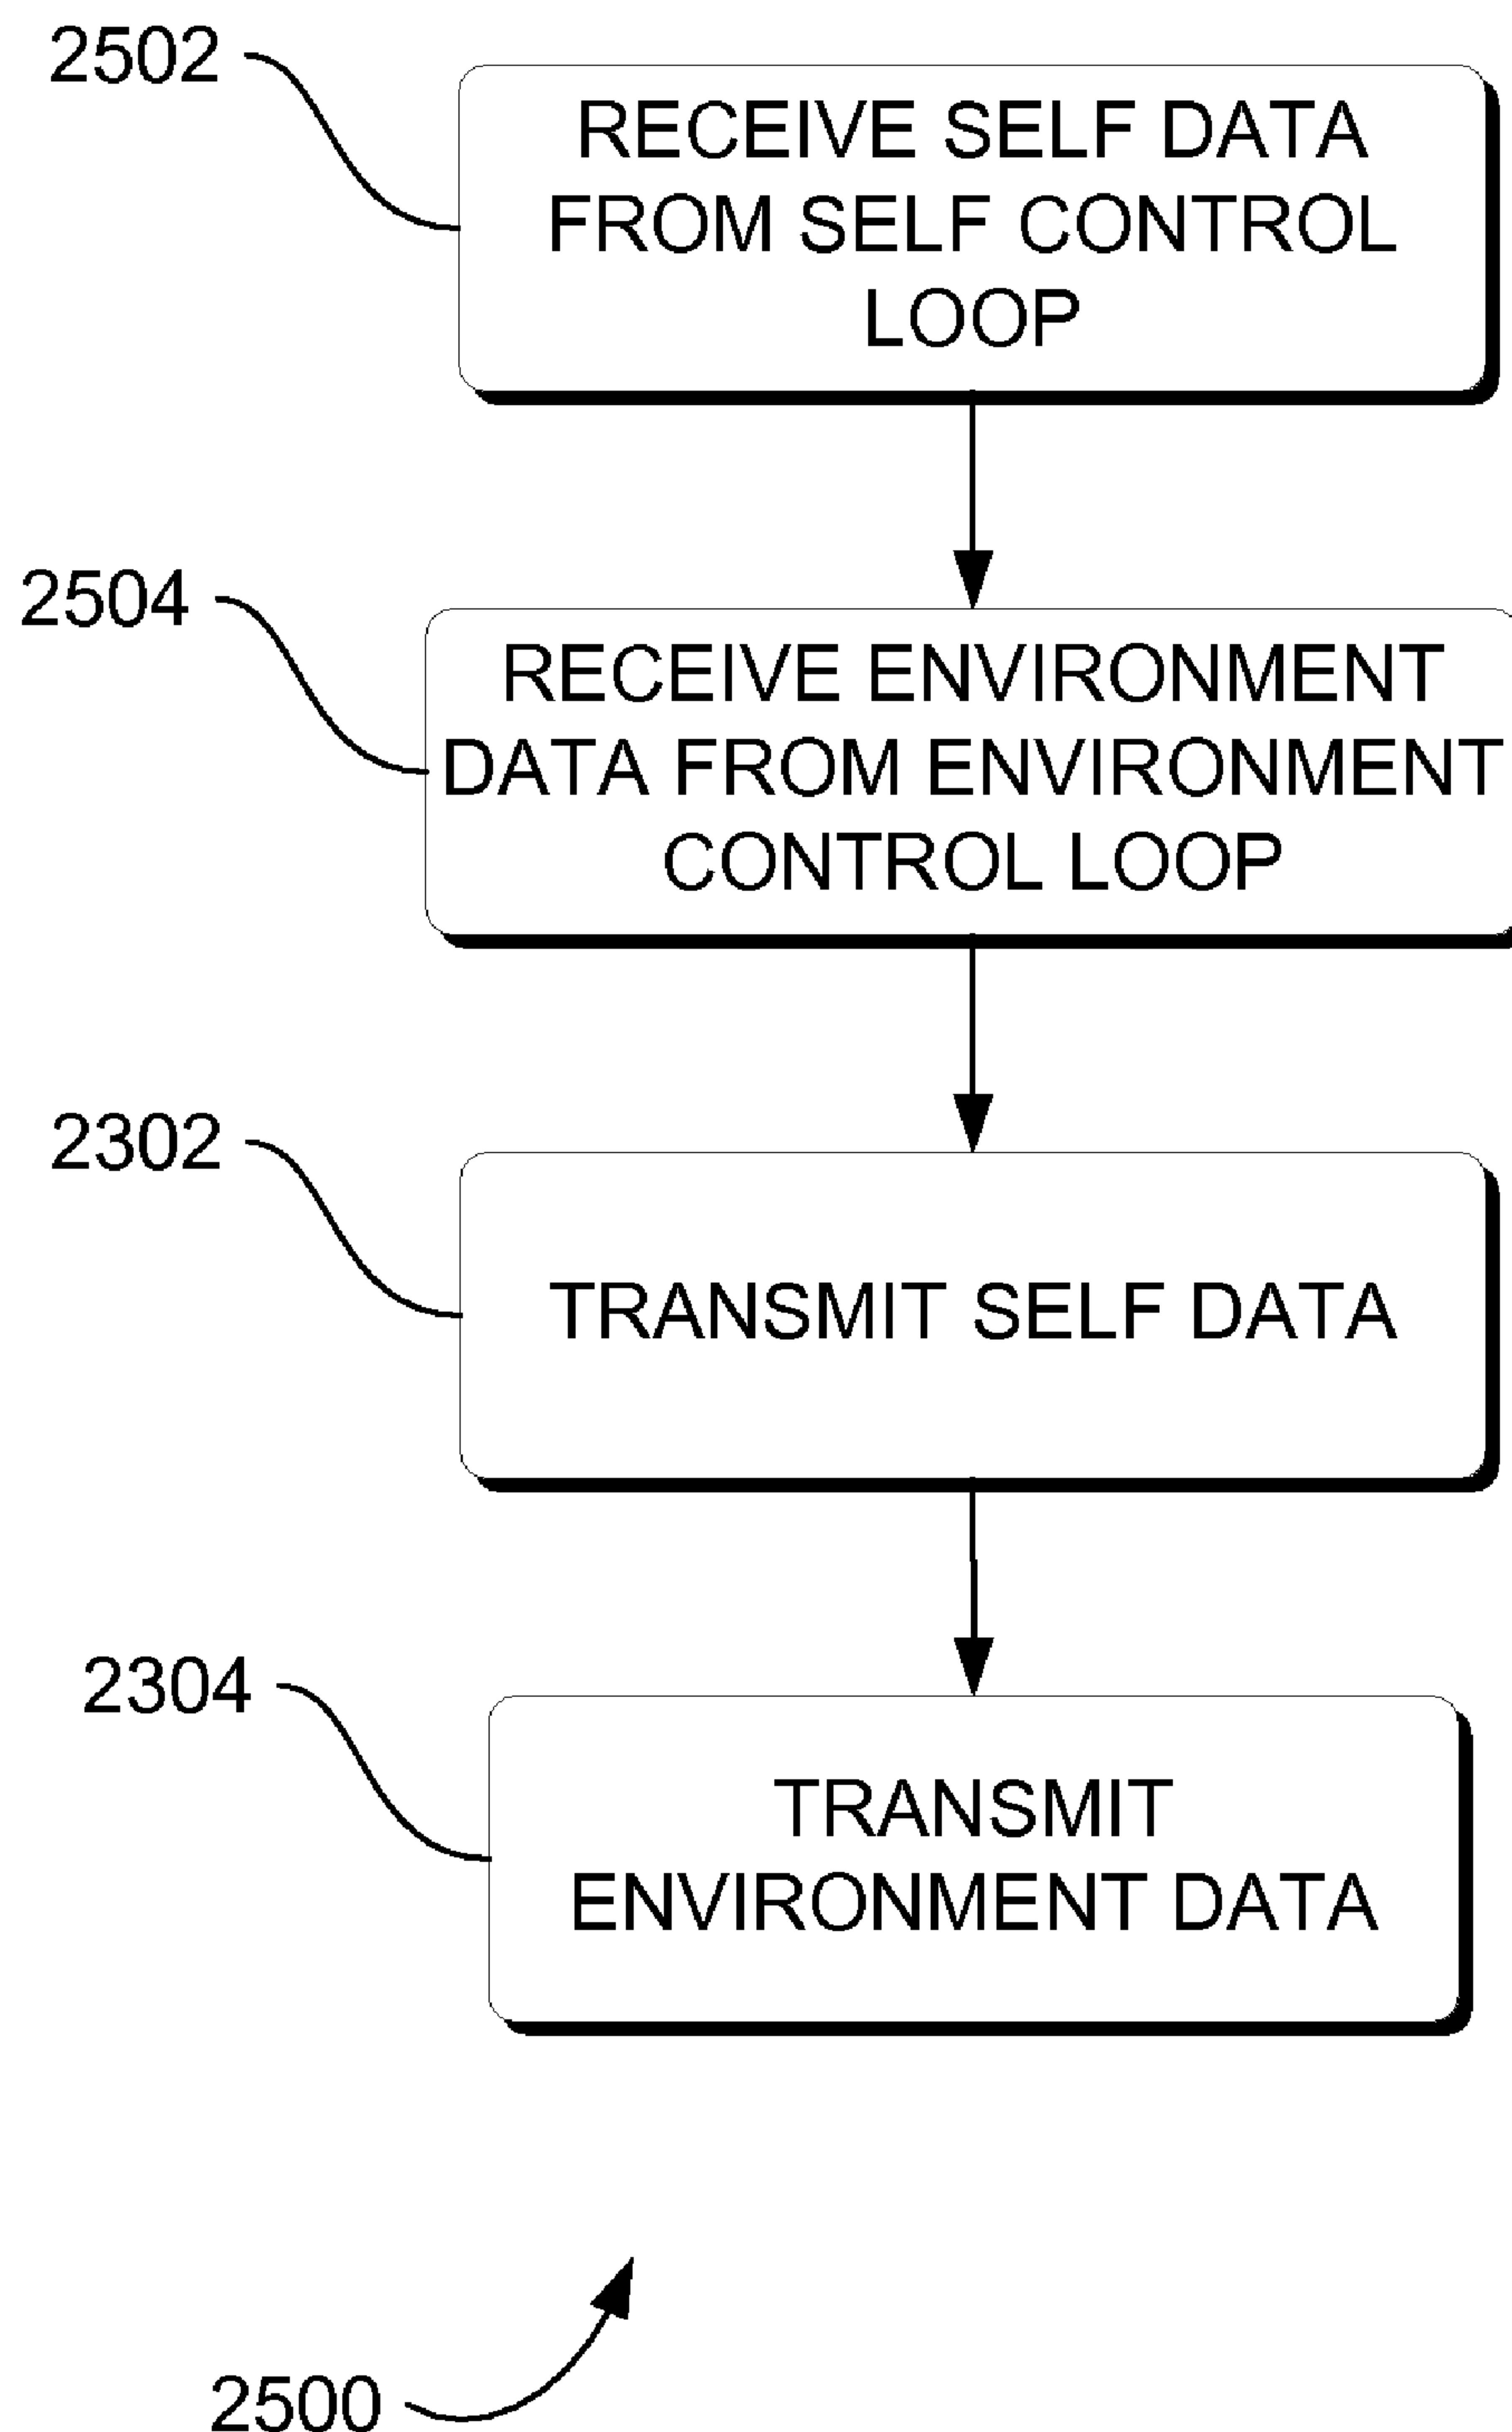 2502
RECEIVE SELF DATA
FROM SELF CONTROL
LOOP
2504
RECEIVE ENVIRONMENT
DATA FROM ENVIRONMENT
CONTROL LOOP
2302
TRANSMIT SELF DATA
2304
TRANSMIT
ENVIRONMENT DATA
2500